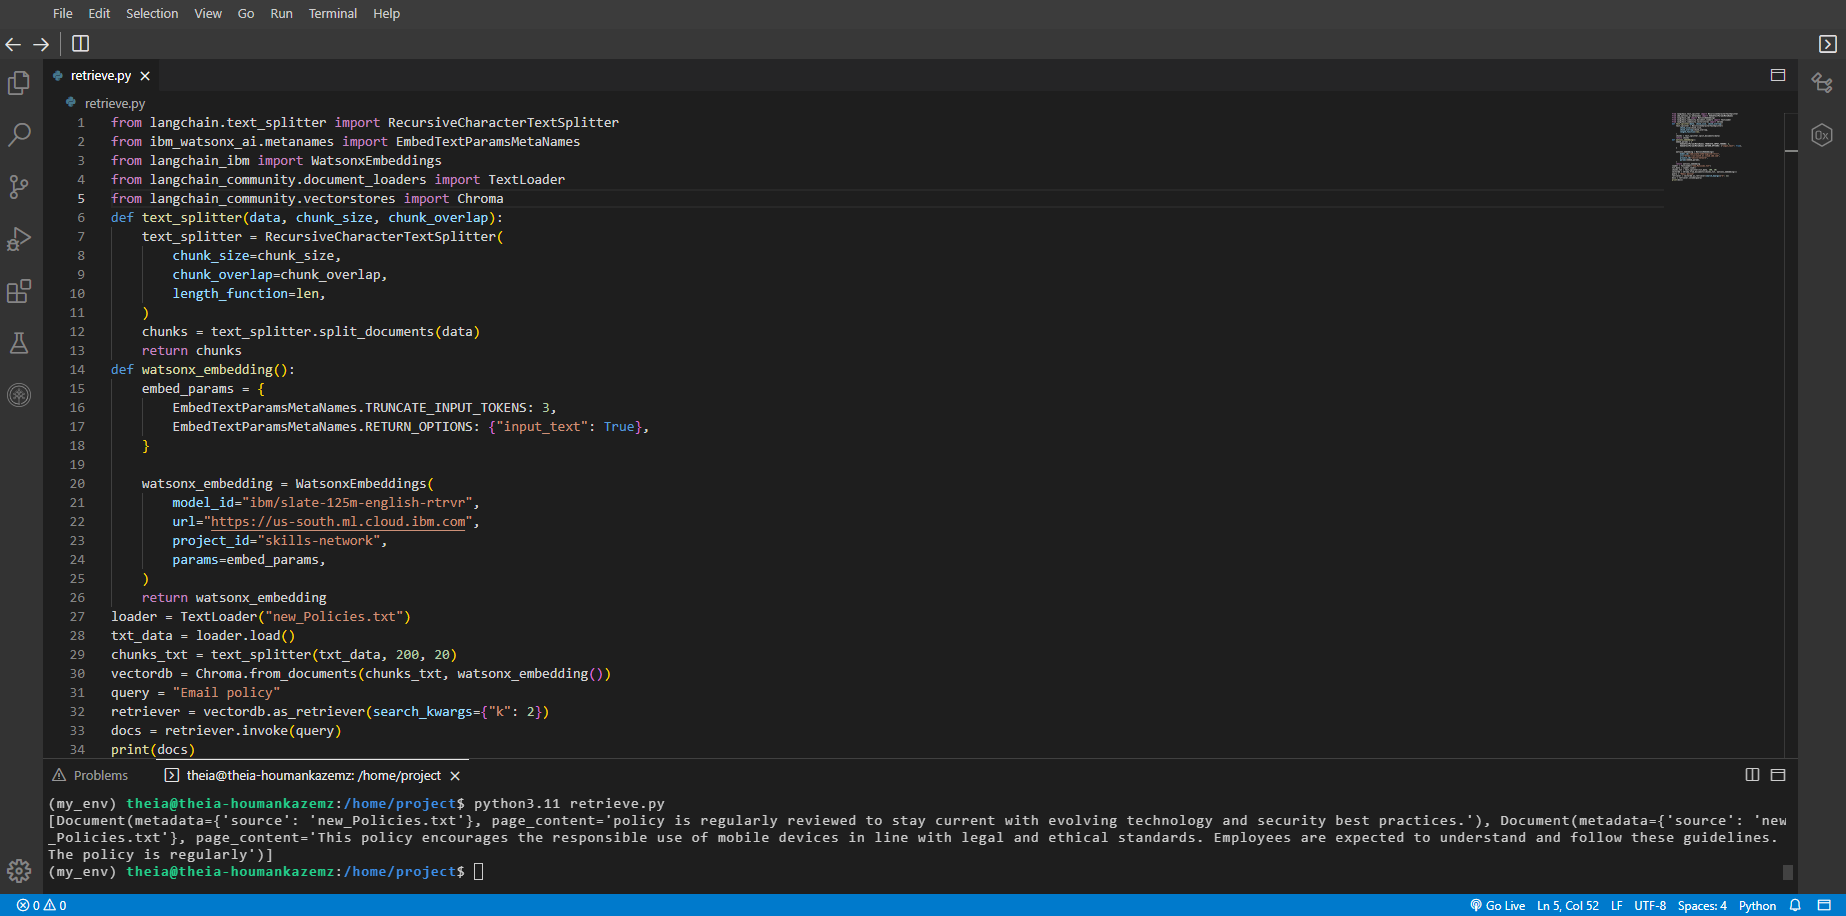 File Edit Selection View Go Run Terminal Help
retrieve.py
retrieve.py
1 from langchain.text_splitter import RecursiveCharacterTextSplitter
2 from ibm_watsonx_ai.metanames import EmbedTextParamsMetaNames
3 from langchain_ibm import WatsonxEmbeddings
4 from langchain_community.document_loaders import TextLoader
5 from langchain_community.vectorstores import Chroma
6 def text_splitter(data, chunk_size, chunk_overlap):
7     text_splitter = RecursiveCharacterTextSplitter(
8         chunk_size=chunk_size,
9         chunk_overlap=chunk_overlap,
10         length_function=len,
11     )
12     chunks = text_splitter.split_documents(data)
13     return chunks
14 def watsonx_embedding():
15     embed_params = {
16         EmbedTextParamsMetaNames.TRUNCATE_INPUT_TOKENS: 3,
17         EmbedTextParamsMetaNames.RETURN_OPTIONS: {"input_text": True},
18     }
19
20     watsonx_embedding = WatsonxEmbeddings(
21         model_id="ibm/slate-125m-english-rtrvr",
22         url="https://us-south.ml.cloud.ibm.com",
23         project_id="skills-network",
24         params=embed_params,
25     )
26     return watsonx_embedding
27 loader = TextLoader("new_Policies.txt")
28 txt_data = loader.load()
29 chunks_txt = text_splitter(txt_data, 200, 20)
30 vectordb = Chroma.from_documents(chunks_txt, watsonx_embedding())
31 query = "Email policy"
32 retriever = vectordb.as_retriever(search_kwargs={"k": 2})
33 docs = retriever.invoke(query)
34 print(docs)
Problems theia@theia-houmankazemz: /home/project
(my_env) theia@theia-houmankazemz:/home/project$ python3.11 retrieve.py
[Document(metadata={'source': 'new_Policies.txt'}, page_content='policy is regularly reviewed to stay current with evolving technology and security best practices.'), Document(metadata={'source': 'new
_Policies.txt'}, page_content='This policy encourages the responsible use of mobile devices in line with legal and ethical standards. Employees are expected to understand and follow these guidelines.
The policy is regularly')]
(my_env) theia@theia-houmankazemz:/home/project$
0 0 Go Live Ln 5, Col 52 LF UTF-8 Spaces: 4 Python